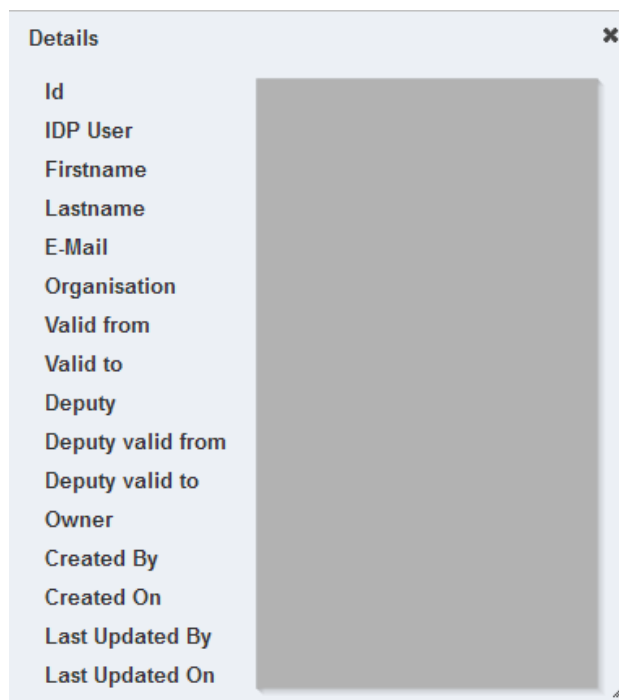 Details
Id
IDP User
Firstname
Lastname
E-Mail
Organisation
Valid from
Valid to
Deputy
Deputy valid from
Deputy valid to
Owner
Created By
Created On
Last Updated By
Last Updated On